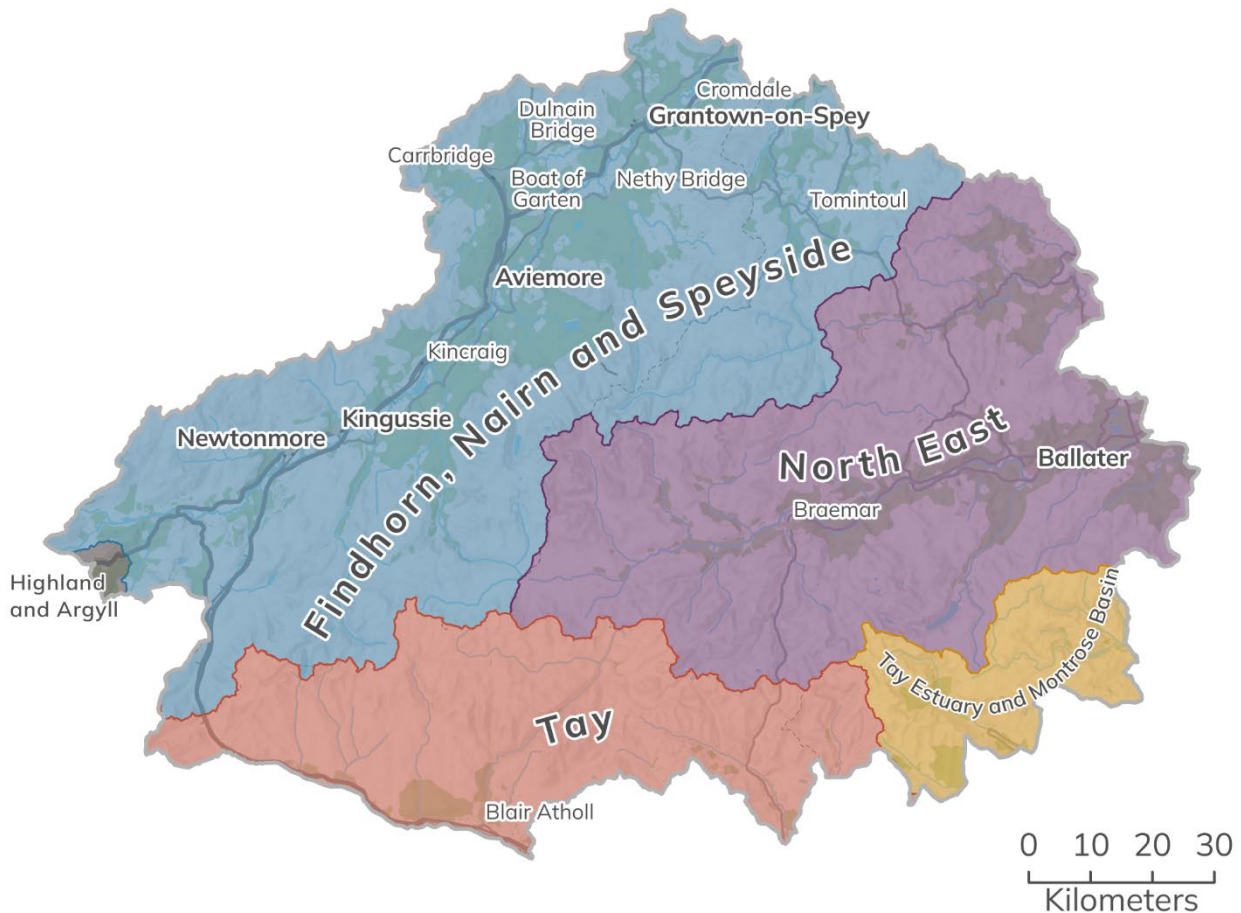 Cromdale
Dulnain
Bridge
Grantown-on-Spey
Carrbridge
Boat of
Garten
Nethy Bridge
Tomintoul
Aviemore
Findhorn, Nairn and Speyside
Kincraig
Kingussie
Newtonmore
North East
Ballater
Braemar
Highland
and Argyll
Tay Estuary and Montrose Basin
Tay
Blair Atholl
0 10 20 30
Kilometers